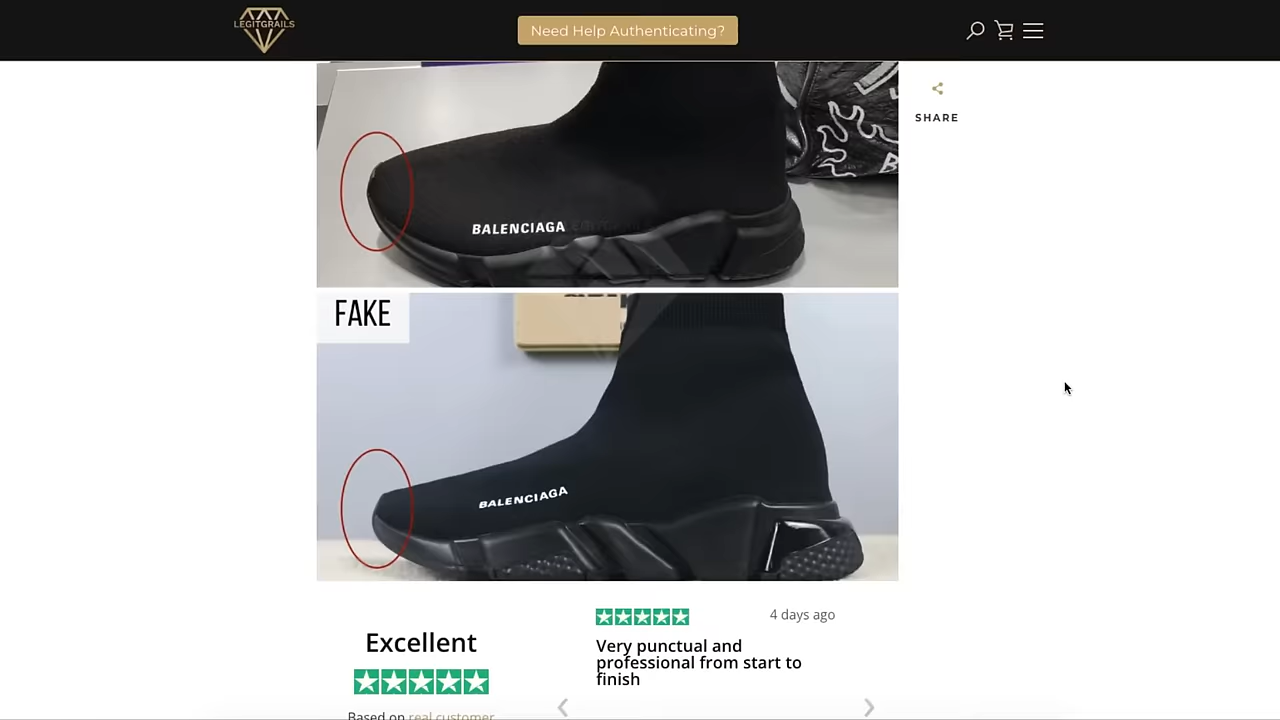 LEGITGRAILS
Need Help Authenticating?
SHARE
BALENCIAGA
FAKE
BALENCIAGA
4 days ago
Excellent
Very punctual and
professional from start to
finish
Based on real customer